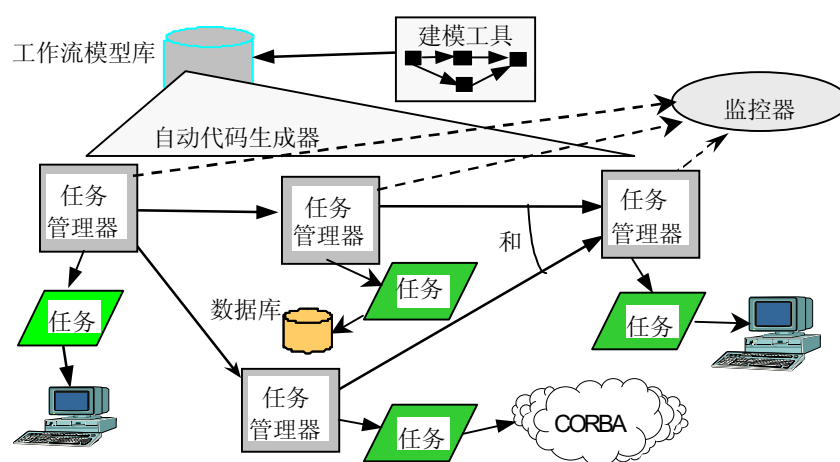 建模工具
工作流模型库
监控器
自动代码生成器
任务
管理器
任务
管理器
任务
管理器
和
任务
数据库
任务
任务
任务
管理器
任务
CORBA